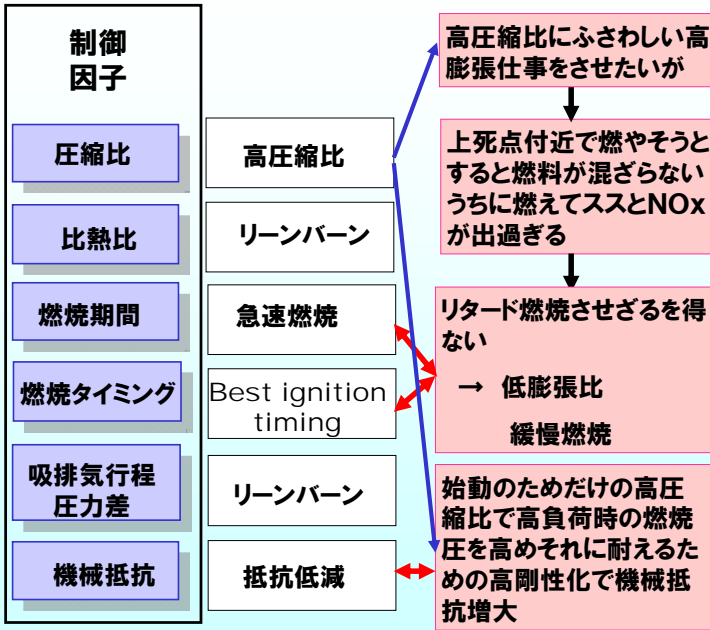 制御
因子
圧縮比
比熱比
燃焼期間
燃焼タイミング
吸排気行程
圧力差
機械抵抗
高圧縮比
リーンバーン
急速燃焼
Best ignition
timing
リーンバーン
抵抗低減
高圧縮比にふさわしい高
膨張仕事をさせたいが
上死点付近で燃やそうと
すると燃料が混ざらない
うちに燃えてススとNOx
が出過ぎる
リタード燃焼させざるを得
ない
→ 低膨張比
緩慢燃焼
始動のためだけの高圧
縮比で高負荷時の燃焼
圧を高めそれに耐えるた
めの高剛性化で機械抵
抗増大